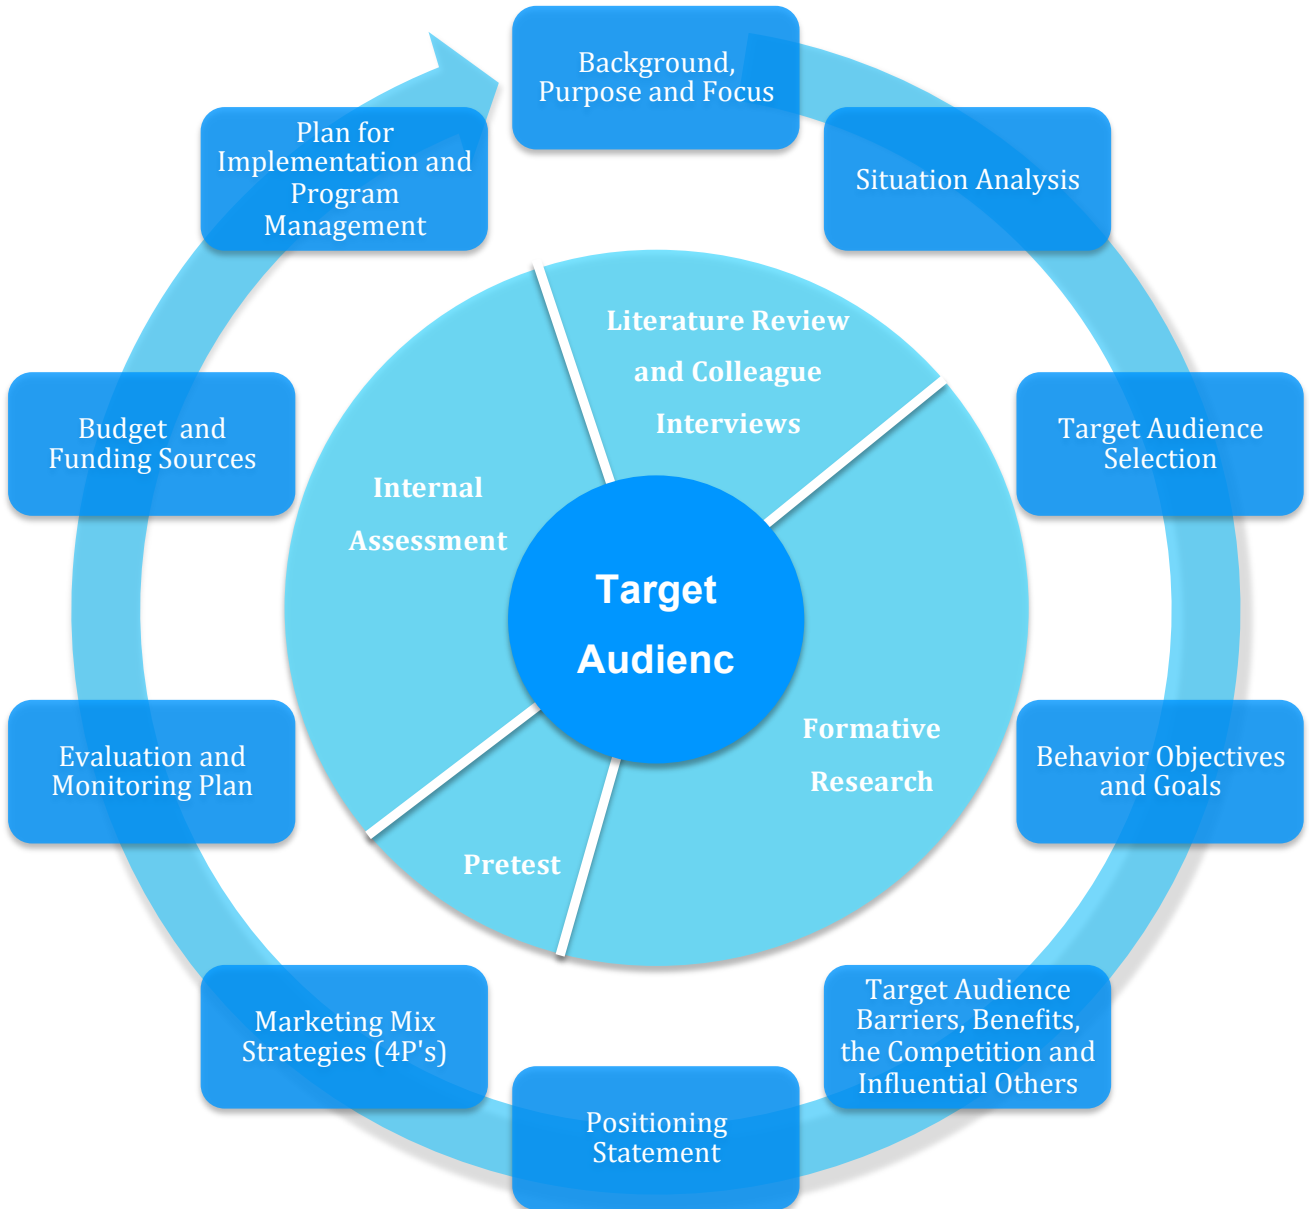 Background,
Purpose and Focus
Situation Analysis
Target Audience
Selection
Behavior Objectives
and Goals
Target Audience
Barriers, Benefits,
the Competition and
Influential Others
Positioning
Statement
Marketing Mix
Strategies (4P's)
Evaluation and
Monitoring Plan
Budget and
Funding Sources
Plan for
Implementation and
Program
Management
Literature Review
and Colleague
Interviews
Formative
Research
Pretest
Internal
Assessment
Target
Audienc